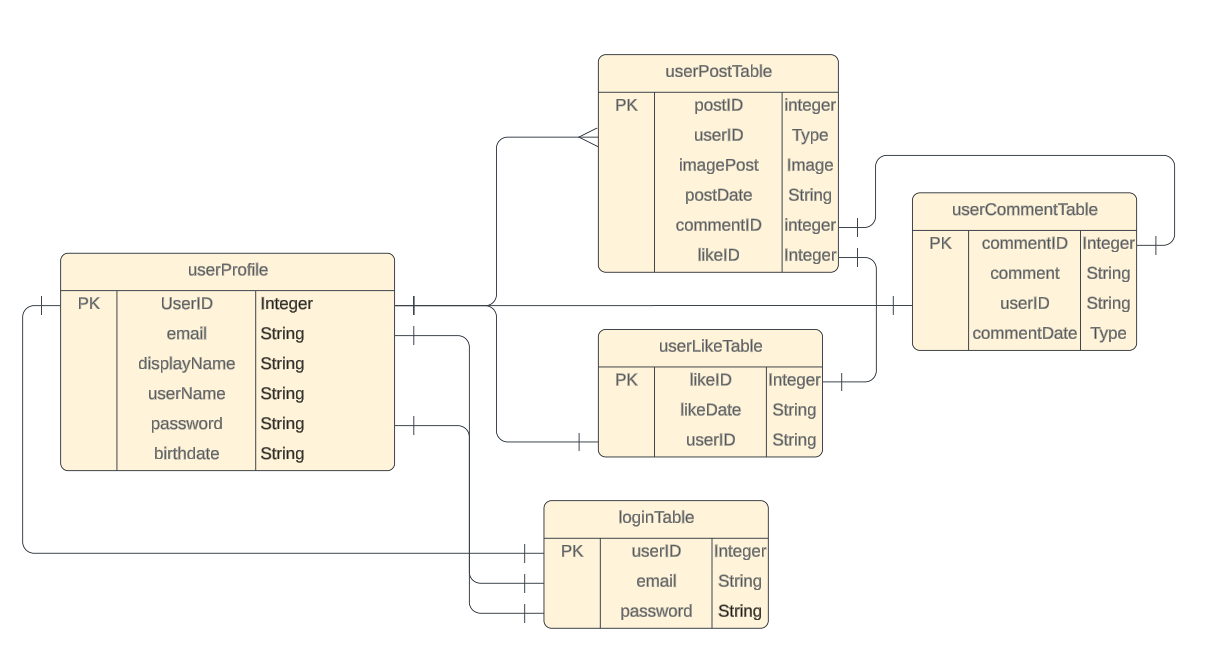 userPostTable
PK postID integer
userID Type
imagePost Image
postDate String
commentID integer
likeID Integer
userCommentTable
PK commentID Integer
comment String
userID String
commentDate Type
userProfile
PK UserID Integer
email String
displayName String
userName String
password String
birthdate String
userLikeTable
PK likeID Integer
likeDate String
userID String
loginTable
PK userID Integer
email String
password String